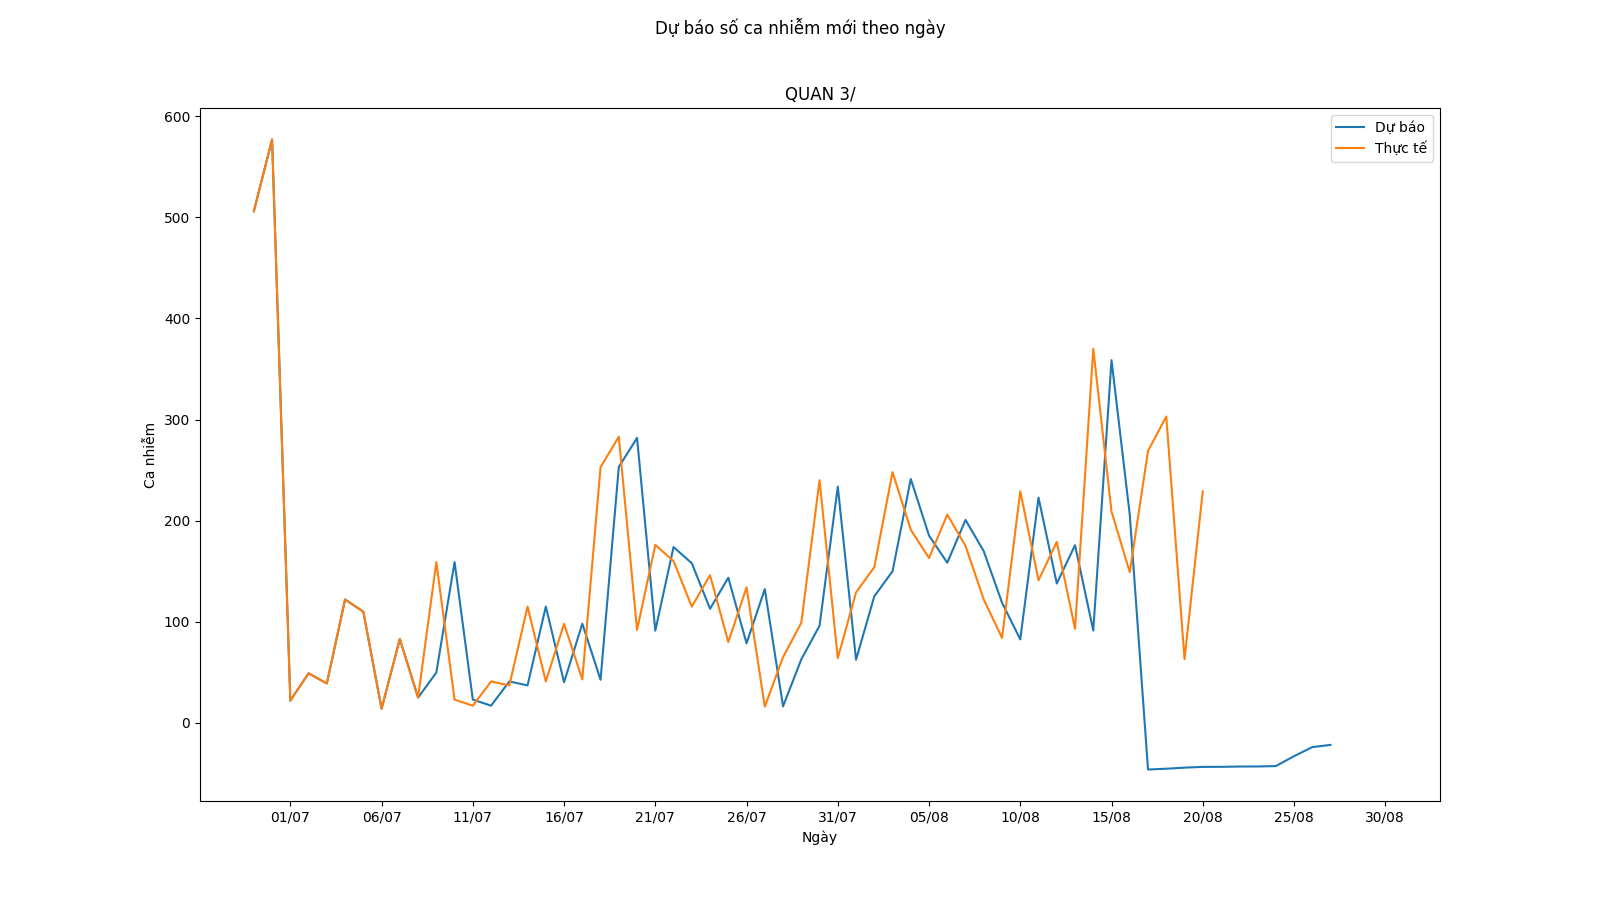 Dự báo số ca nhiễm mới theo ngày
QUAN 3/
Dự báo
Thực tế
600
500
400
300
200
100
0
Ca nhiễm
01/07 06/07 11/07 16/07 21/07 26/07 31/07 05/08 10/08 15/08 20/08 25/08 30/08
Ngày